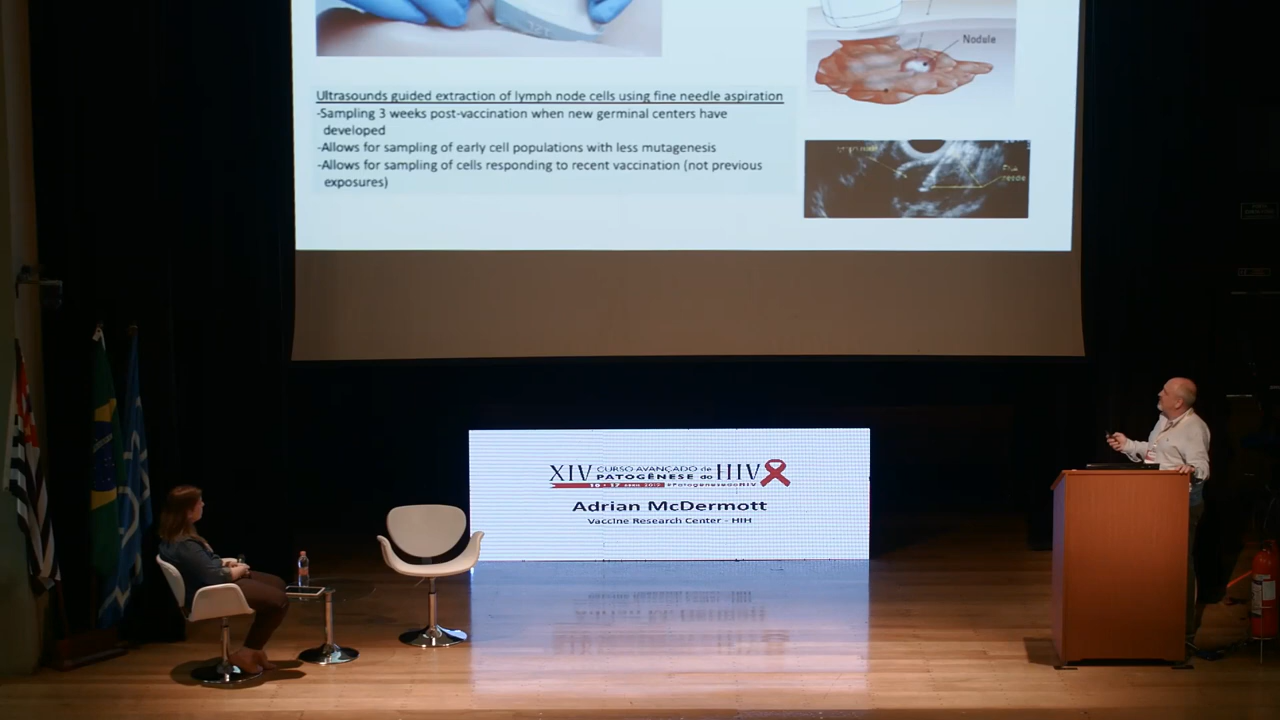 Nodule
Ultrasounds guided extraction of lymph node cells using fine needle aspiration
-Sampling 3 weeks post-vaccination when new germinal centers have
developed
-Allows for sampling of early cell populations with less mutagenesis
-Allows for sampling of cells responding to recent vaccination (not previous
exposures)
needle
XIV CURSO AVANÇADO de
PATOGÊNESE do HIV
#PatogênesedoHIV
Adrian McDermott
Vaccine Research Center - HIH